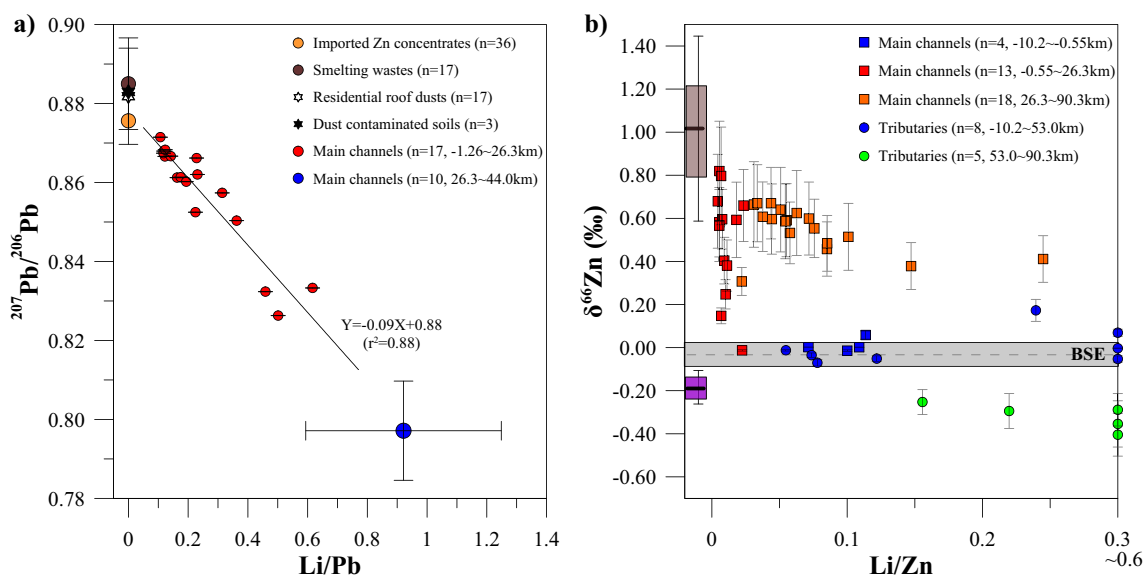 a)
0.90
0.88
0.86
0.84
0.82
0.80
0.78
²⁰⁷Pb/²⁰⁶Pb
0
0.2
0.4
0.6
0.8
1
1.2
1.4
Li/Pb
Imported Zn concentrates (n=36)
Smelting wastes (n=17)
Residential roof dusts (n=17)
Dust contaminated soils (n=3)
Main channels (n=17, -1.26~26.3km)
Main channels (n=10, 26.3~44.0km)
Y=-0.09X+0.88
(r²=0.88)
b)
1.40
1.20
1.00
0.80
0.60
0.40
0.20
0.00
-0.20
-0.40
-0.60
δ⁶⁶Zn (‰)
0
0.1
0.2
0.3
~0.6
Li/Zn
Main channels (n=4, -10.2~-0.55km)
Main channels (n=13, -0.55~26.3km)
Main channels (n=18, 26.3~90.3km)
Tributaries (n=8, -10.2~53.0km)
Tributaries (n=5, 53.0~90.3km)
BSE